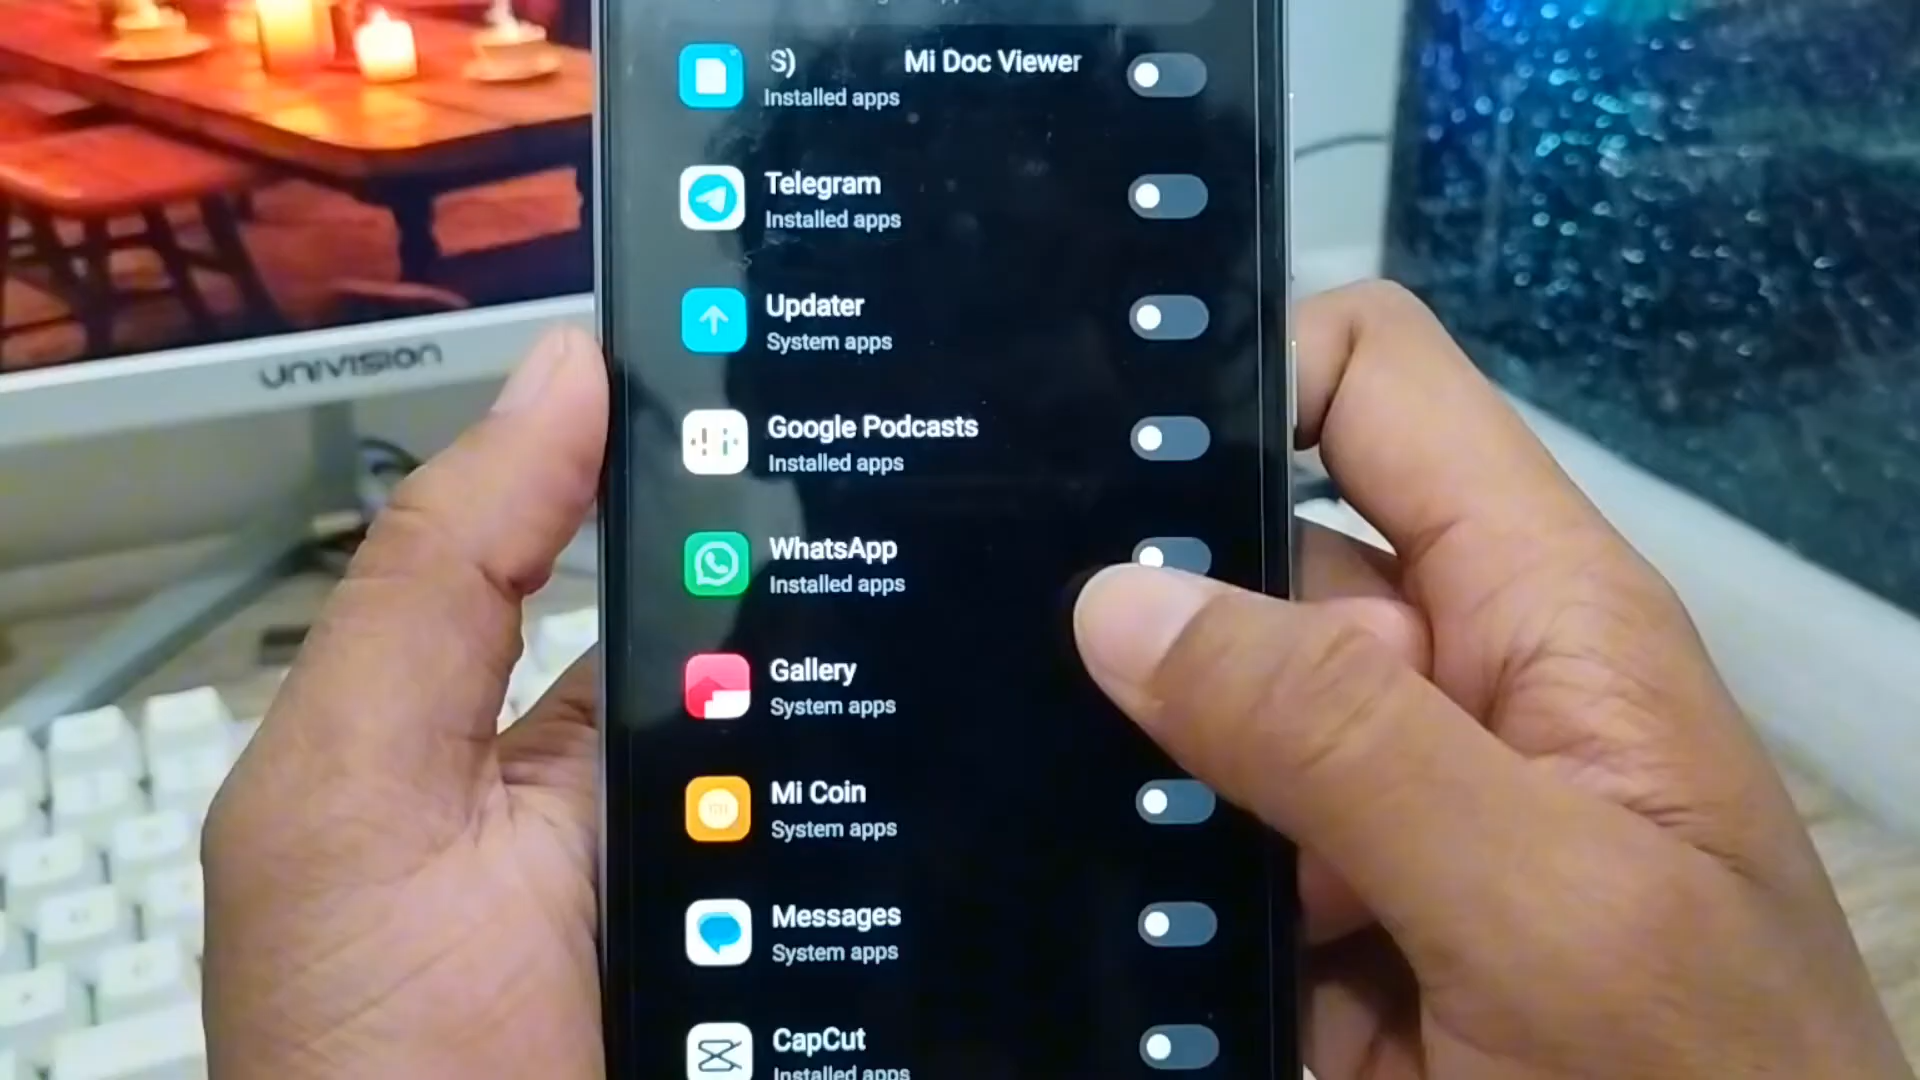 S) Mi Doc Viewer
Installed apps
Telegram
Installed apps
Updater
System apps
UNIVISION
Google Podcasts
Installed apps
WhatsApp
Installed apps
Gallery
System apps
Mi Coin
System apps
Messages
System apps
CapCut
Installed apps